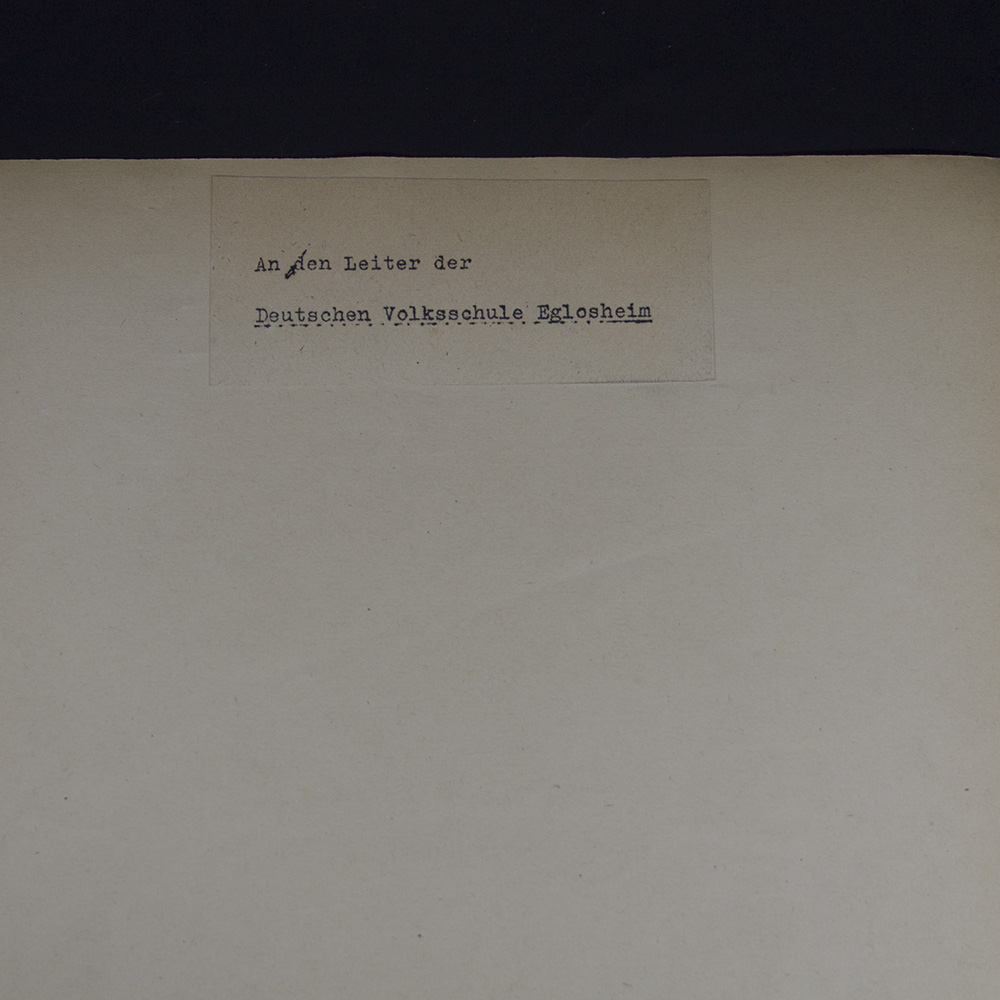 An den Leiter der
Deutschen Volksschule Eglosheim